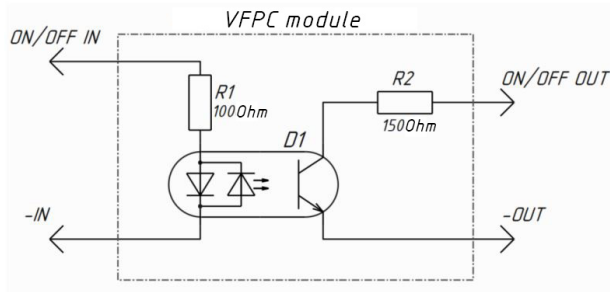 VFPC module
ON/OFF IN
R1
100Ohm
R2
150Ohm
ON/OFF OUT
D1
-IN
-OUT